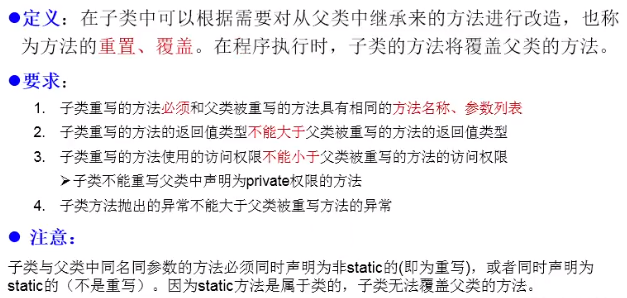 ●定义：在子类中可以根据需要对从父类中继承来的方法进行改造，也称
为方法的重置、覆盖。在程序执行时，子类的方法将覆盖父类的方法。
●要求：
1. 子类重写的方法必须和父类被重写的方法具有相同的方法名称、参数列表
2. 子类重写的方法的返回值类型不能大于父类被重写的方法的返回值类型
3. 子类重写的方法使用的访问权限不能小于父类被重写的方法的访问权限
➢子类不能重写父类中声明为private权限的方法
4. 子类方法抛出的异常不能大于父类被重写方法的异常
● 注意：
子类与父类中同名同参数的方法必须同时声明为非static的(即为重写)，或者同时声明为
static的（不是重写）。因为static方法是属于类的，子类无法覆盖父类的方法。